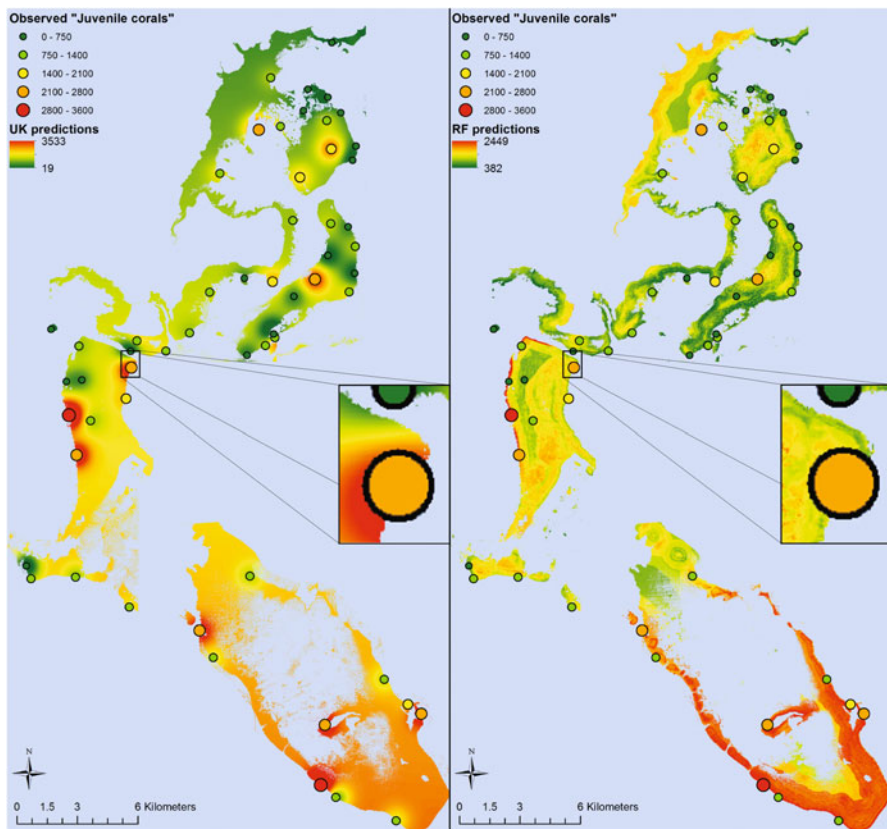 Observed "Juvenile corals"
0 - 750
750 - 1400
1400 - 2100
2100 - 2800
2800 - 3600
UK predictions
3533
19
N
0 1.5 3 6 Kilometers
Observed "Juvenile corals"
0 - 750
750 - 1400
1400 - 2100
2100 - 2800
2800 - 3600
RF predictions
2449
382
N
0 1.5 3 6 Kilometers